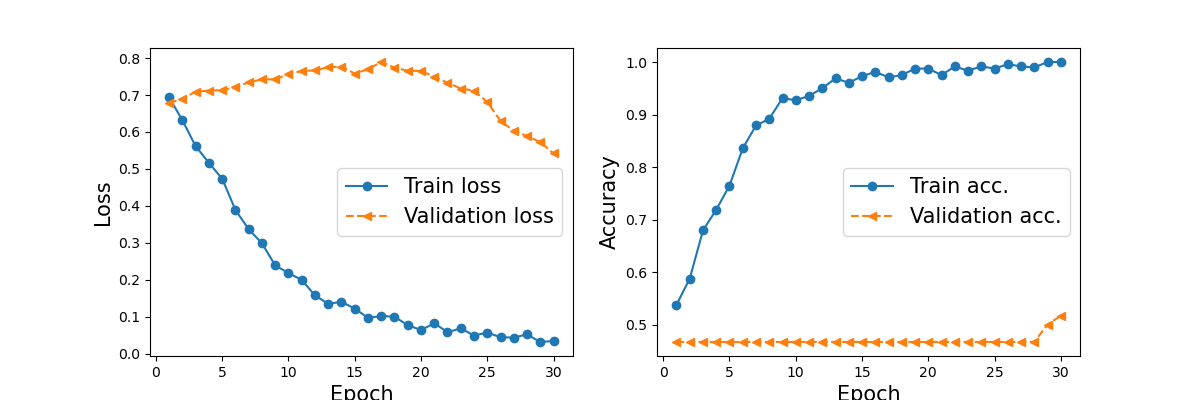 0.8
0.7
0.6
0.5
0.4
0.3
0.2
0.1
0.0
Loss
0 5 10 15 20 25 30
Epoch
Train loss
Validation loss
1.0
0.9
0.8
0.7
0.6
0.5
Accuracy
0 5 10 15 20 25 30
Epoch
Train acc.
Validation acc.